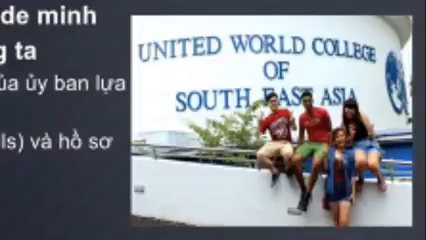 de minh
g ta
ủa ủy ban lựa
ls) và hồ sơ
UNITED WORLD COLLEGE
OF
SOUTH EAST ASIA